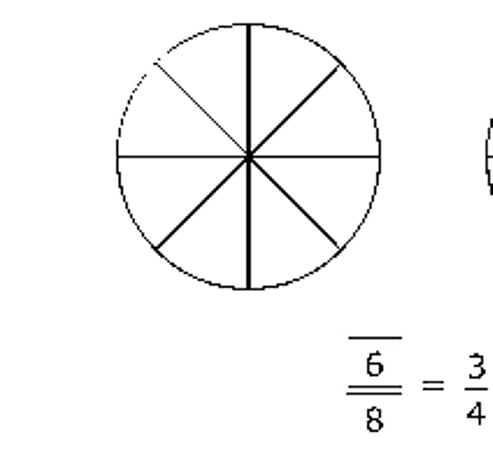 6/8 = 3/4